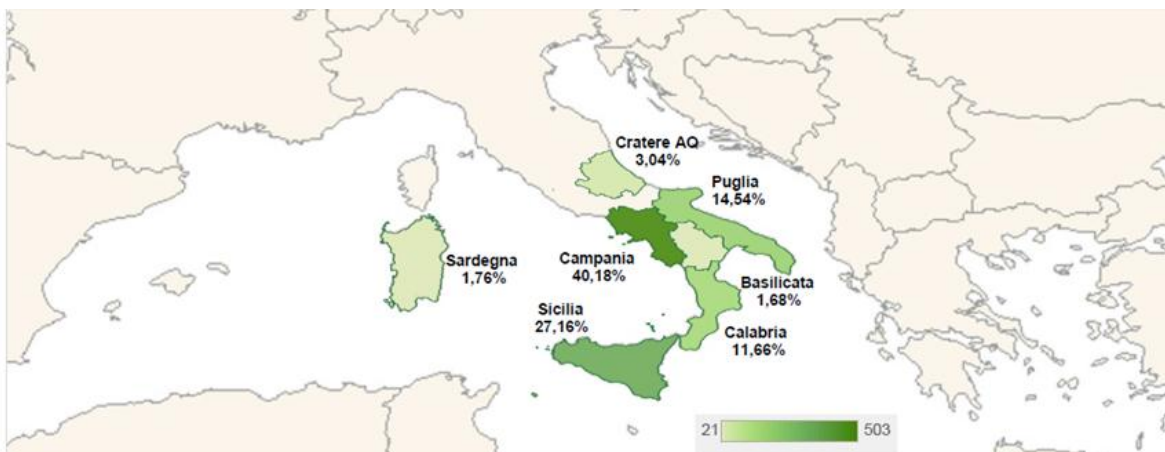 Cratere AQ
3,04%
Puglia
14,54%
Sardegna
1,76%
Campania
40,18%
Basilicata
1,68%
Sicilia
27,16%
Calabria
11,66%
21
503